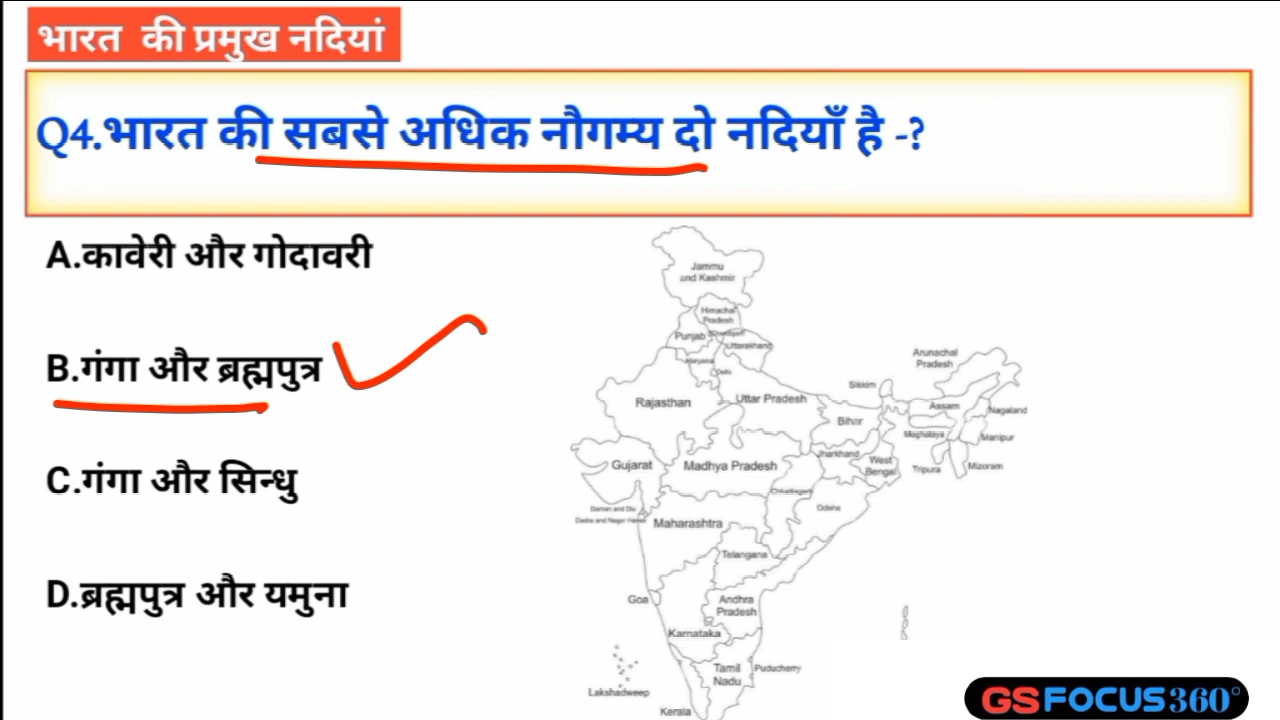 भारत की प्रमुख नदियां
Q4.भारत की सबसे अधिक नौगम्य दो नदियाँ है -?
A.कावेरी और गोदावरी
B.गंगा और ब्रह्मपुत्र
C.गंगा और सिन्धु
D.ब्रह्मपुत्र और यमुना
Jammu
and Kashmir
Himachal
Pradesh
Punjab
Chandigarh
Uttarakhand
Haryana
Delhi
Rajasthan
Uttar Pradesh
Bihar
Sikkim
Arunachal
Pradesh
Assam
Nagaland
Meghalaya
Manipur
Tripura
Mizoram
Gujarat
Madhya Pradesh
Jharkhand
West
Bengal
Chhattisgarh
Odisha
Daman and Diu
Dadra and Nagar Haveli
Maharashtra
Telangana
Goa
Andhra
Pradesh
Karnataka
Tamil
Nadu
Puducherry
Lakshadweep
Kerala
GSFOCUS360°